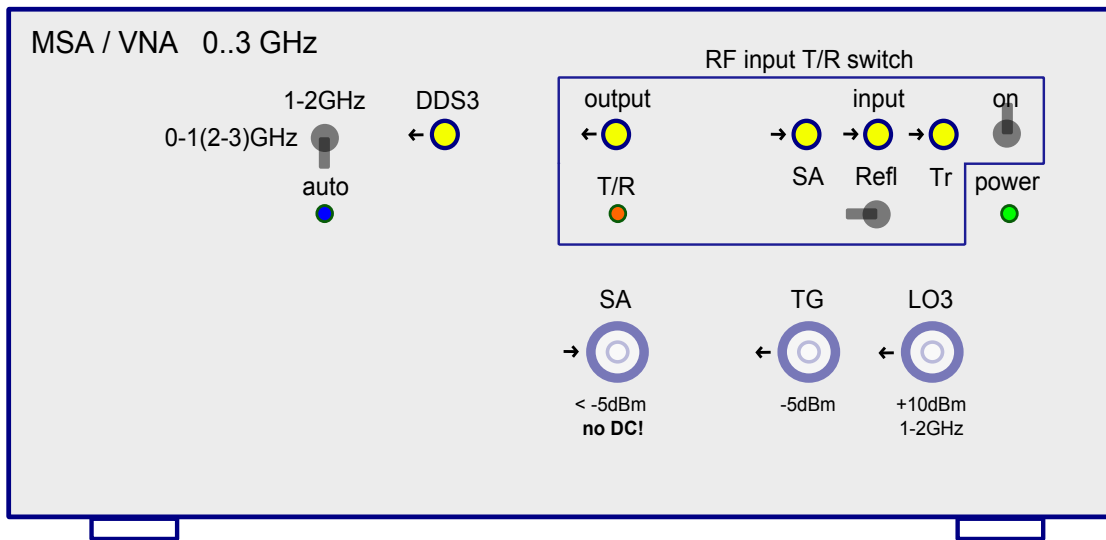 MSA / VNA 0..3 GHz
RF input T/R switch
1-2GHz
DDS3
output
input
on
0-1(2-3)GHz
auto
T/R
SA
Refl
Tr
power
SA
TG
LO3
< -5dBm
no DC!
-5dBm
+10dBm
1-2GHz